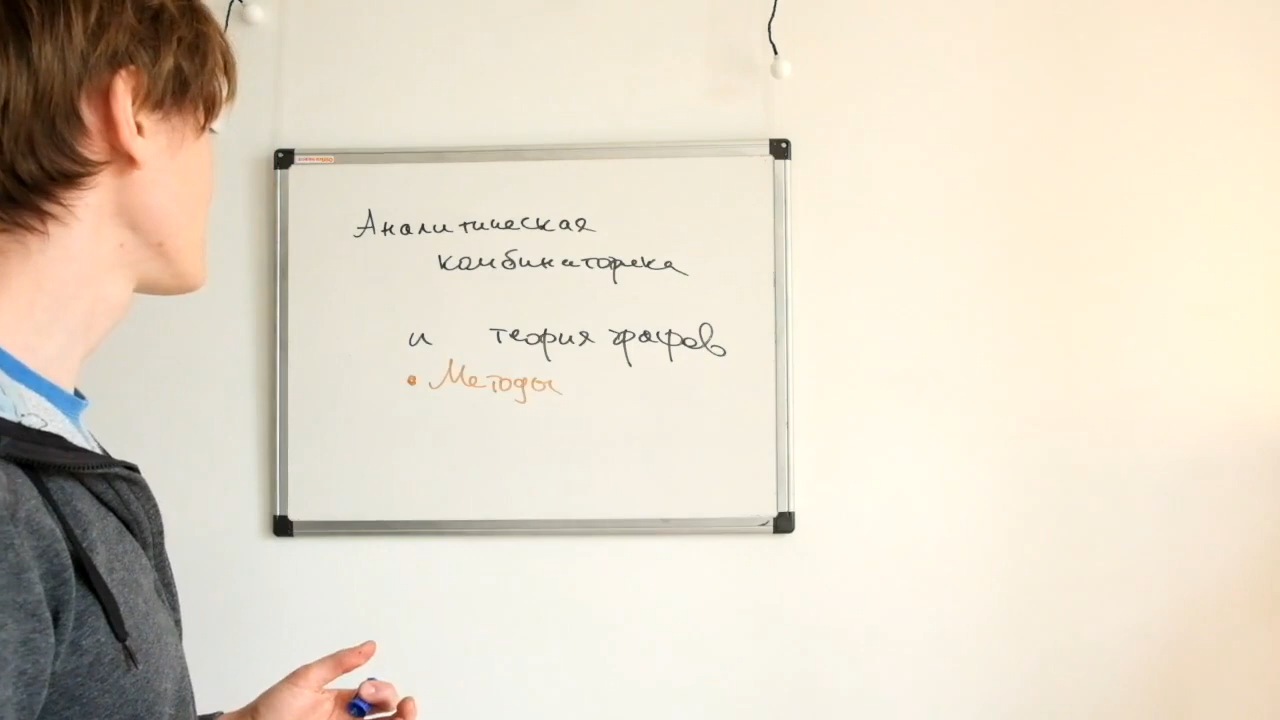 Аналитическая
комбинаторика
и теория графов
• Методы